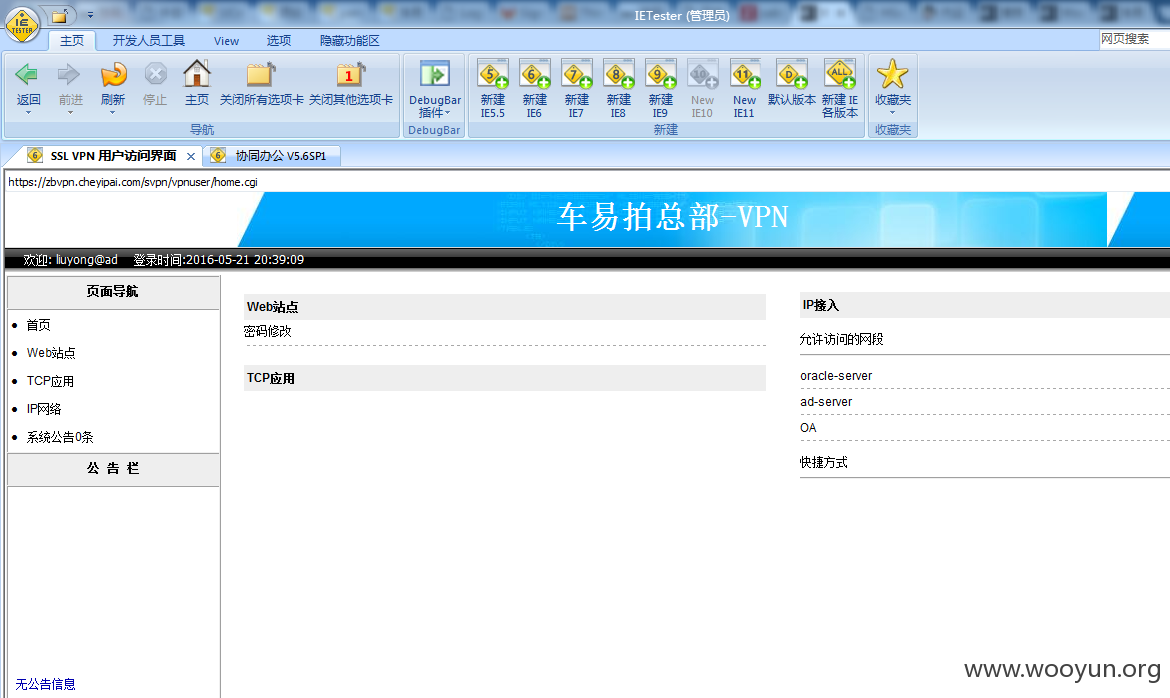 IETester (管理员)
主页 开发人员工具 View 选项 隐藏功能区 网页搜索
返回 前进 刷新 停止 主页 关闭所有选项卡 关闭其他选项卡
导航
DebugBar
插件
DebugBar
新建 IE5.5
新建 IE6
新建 IE7
新建 IE8
新建 IE9
New IE10
New IE11
默认版本
新建 IE
各版本
新建
收藏夹
收藏夹
SSL VPN 用户访问界面 协同办公 V5.6SP1
https://zbvpn.cheyipai.com/svpn/vpnuser/home.cgi
车易拍总部-VPN
欢迎: liuyong@ad 登录时间:2016-05-21 20:39:09
页面导航
首页
Web站点
TCP应用
IP网络
系统公告0条
公 告 栏
无公告信息
Web站点
密码修改
TCP应用
IP接入
允许访问的网段
oracle-server
ad-server
OA
快捷方式
www.wooyun.org